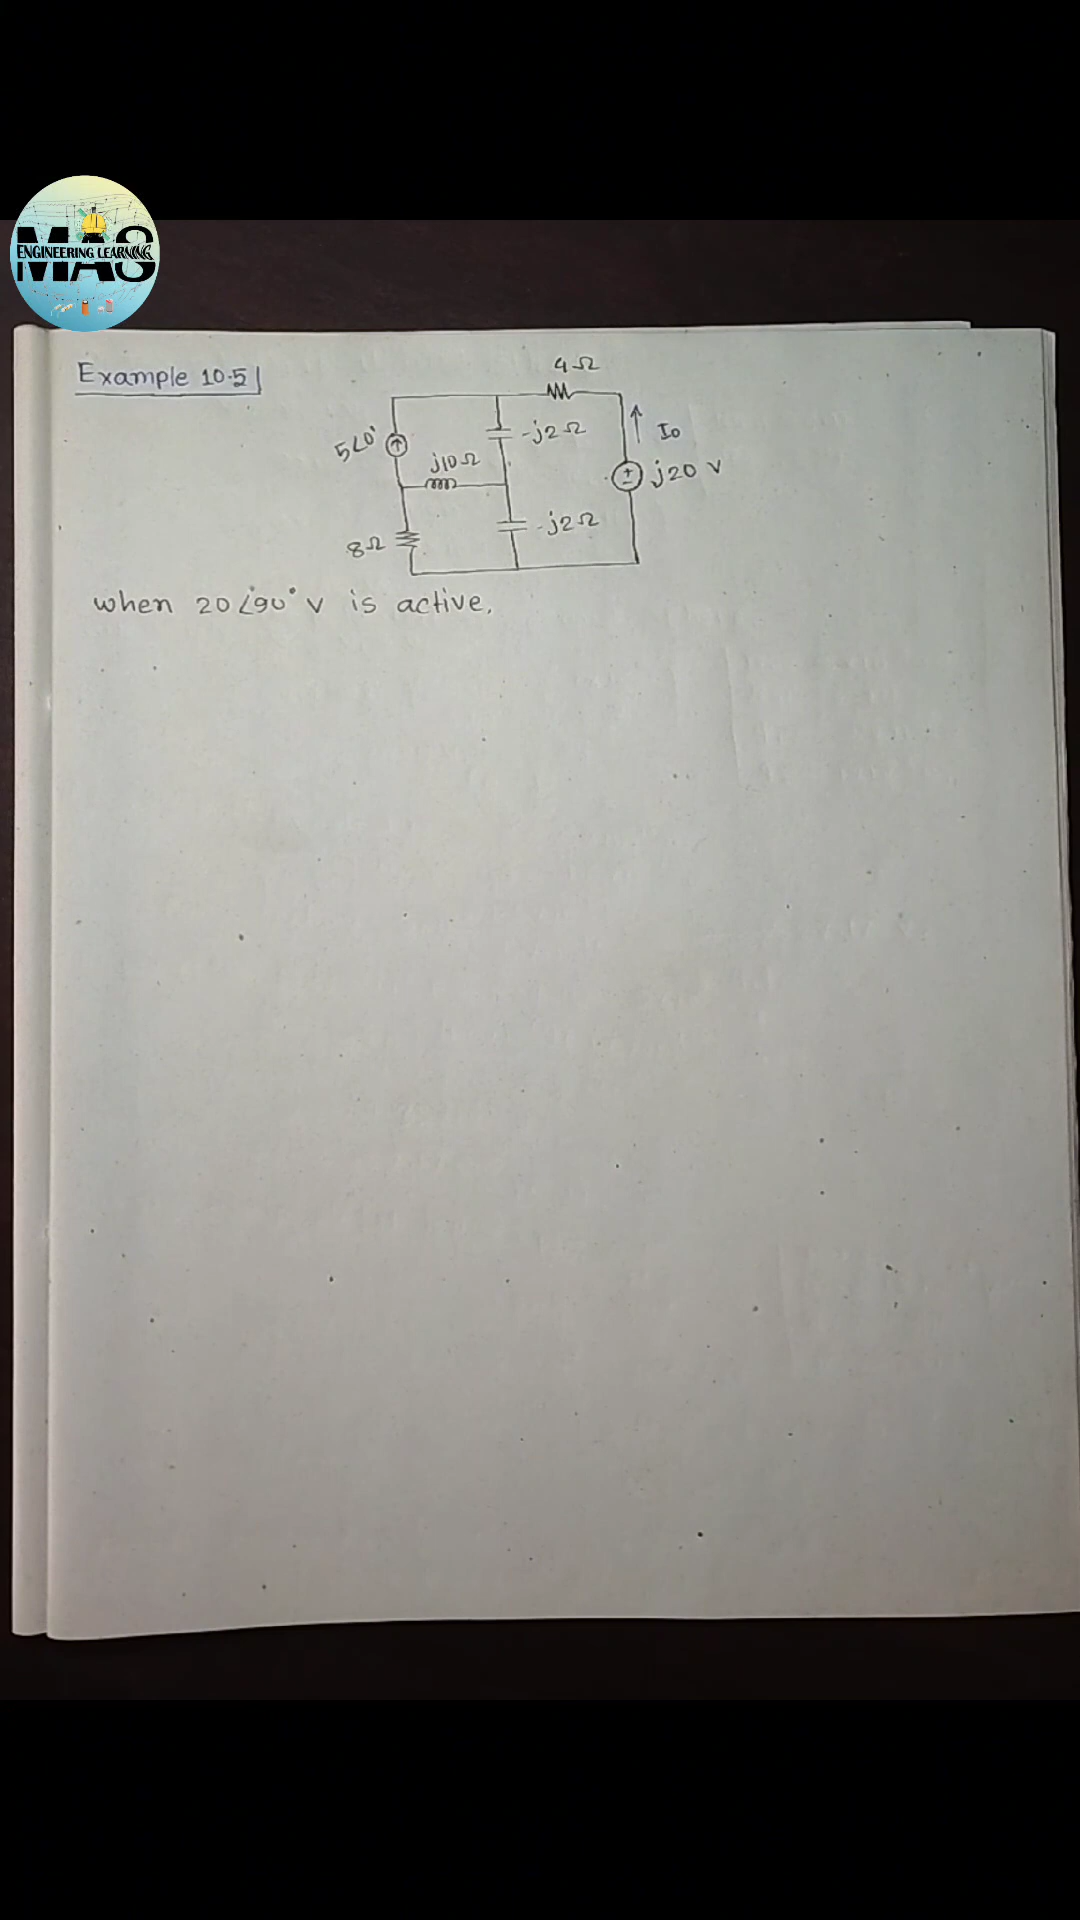 MAS
ENGINEERING LEARNING
Example 10.5
4Ω
5∠0°
-j2Ω
Io
j10Ω
j20 V
8Ω
-j2Ω
when 20∠90° V is active,